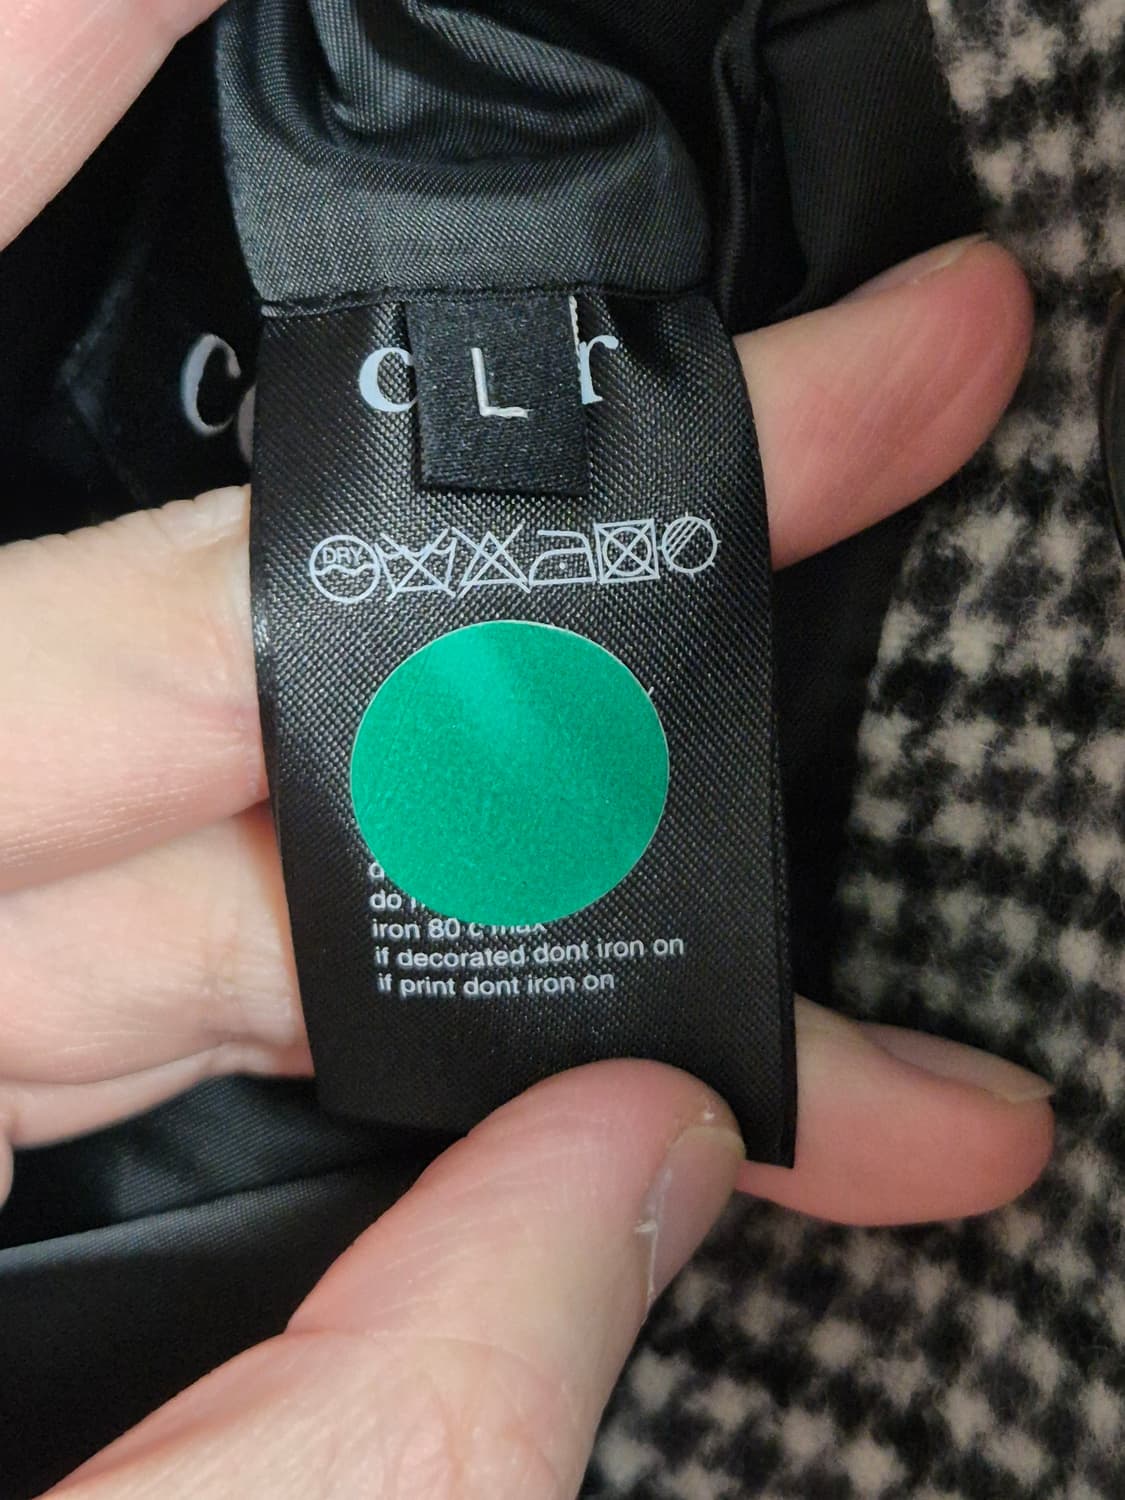 L
DRY
iron 80 c max
if decorated dont iron on
if print dont iron on